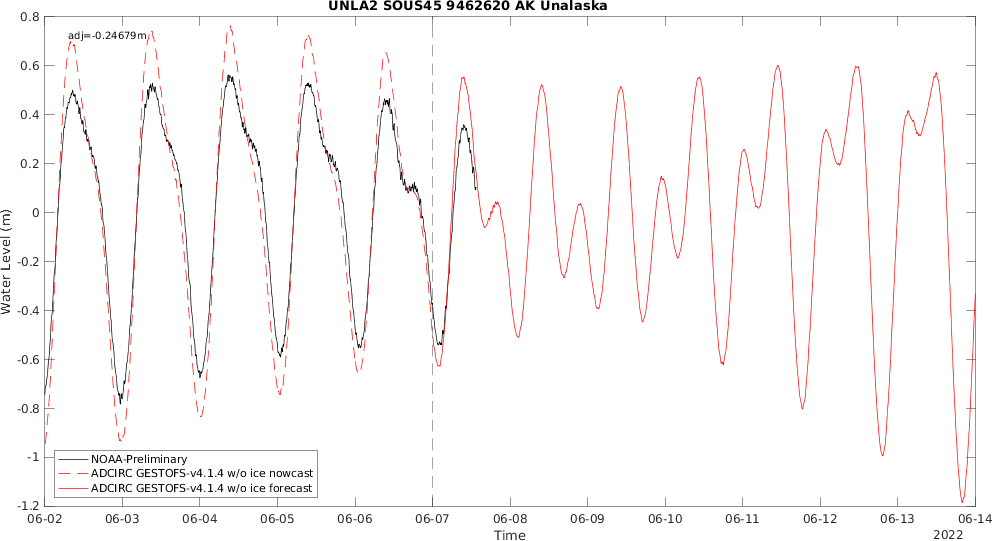 UNLA2 SOUS45 9462620 AK Unalaska
adj=-0.24679m
0.8
0.6
0.4
0.2
0
-0.2
-0.4
-0.6
-0.8
-1
-1.2
Water Level (m)
NOAA-Preliminary
ADCIRC GESTOFS-v4.1.4 w/o ice nowcast
ADCIRC GESTOFS-v4.1.4 w/o ice forecast
06-02 06-03 06-04 06-05 06-06 06-07 06-08 06-09 06-10 06-11 06-12 06-13 06-14
Time
2022